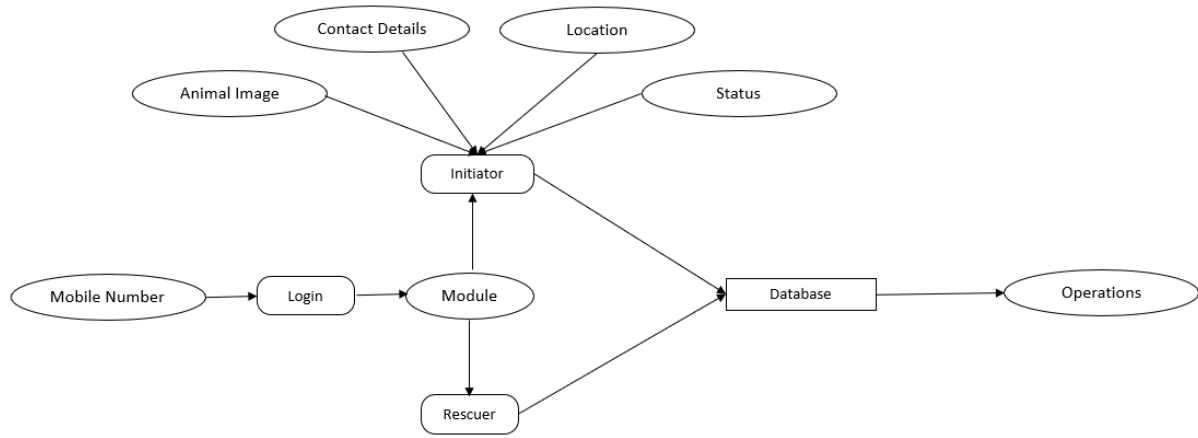 Contact Details
Location
Animal Image
Status
Initiator
Mobile Number
Login
Module
Database
Operations
Rescuer